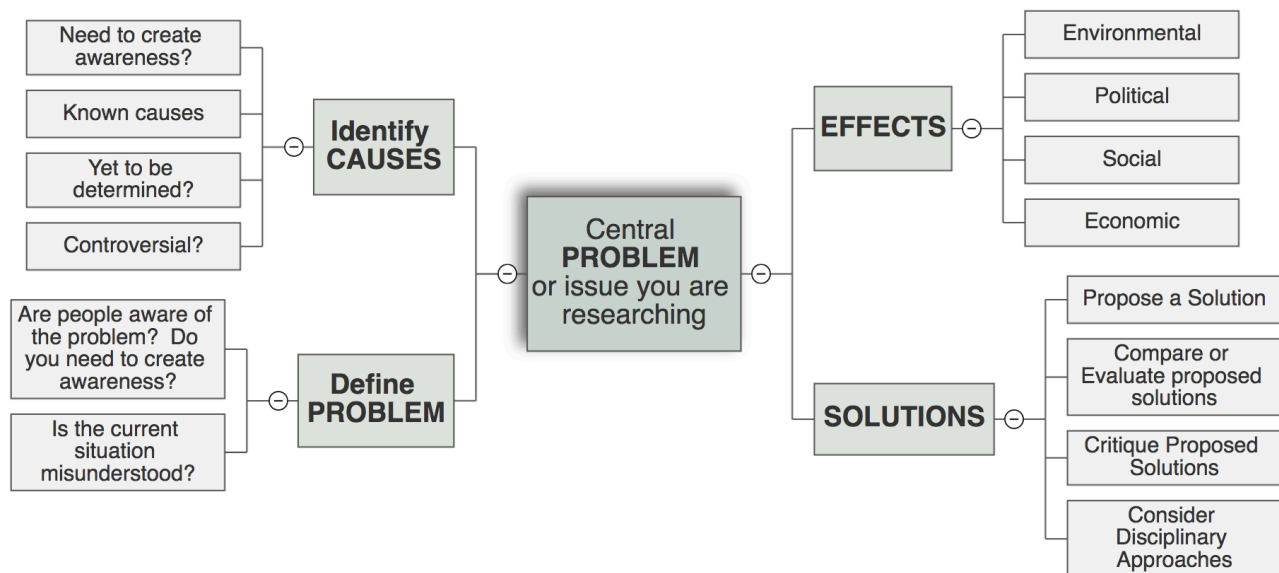 Need to create
awareness?
Known causes
Yet to be
determined?
Controversial?
Identify
CAUSES
Are people aware of
the problem?  Do
you need to create
awareness?
Is the current
situation
misunderstood?
Define
PROBLEM
Central
PROBLEM
or issue you are
researching
EFFECTS
Environmental
Political
Social
Economic
SOLUTIONS
Propose a Solution
Compare or
Evaluate proposed
solutions
Critique Proposed
Solutions
Consider
Disciplinary
Approaches